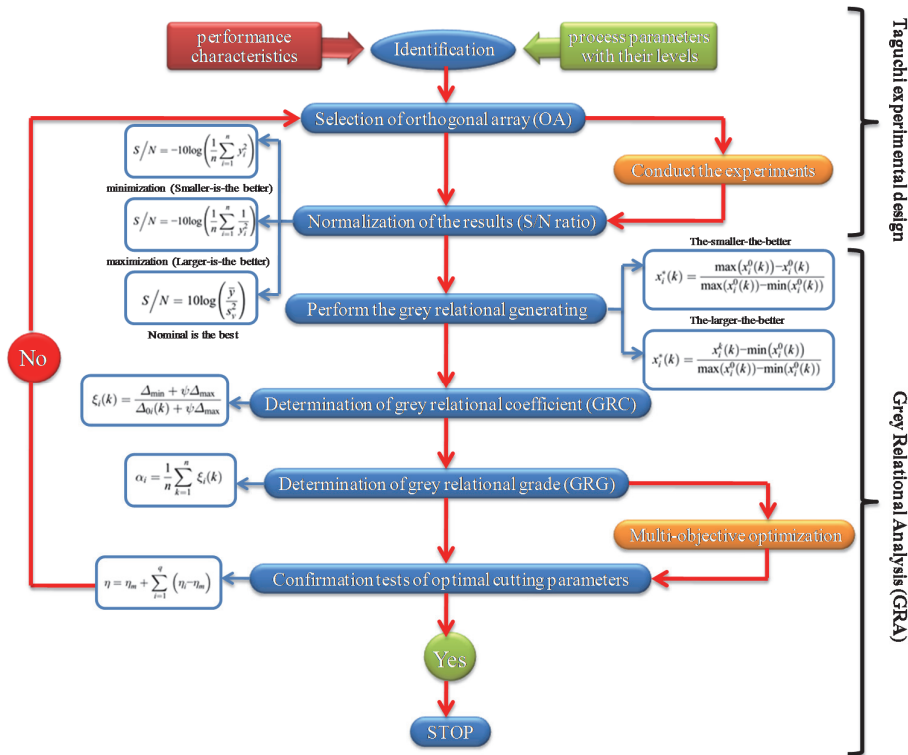 performance
characteristics
Identification
process parameters
with their levels
Selection of orthogonal array (OA)
S/N = −10log(1/n ∑_{i=1}^{n} y_i^2)
minimization (Smaller-is-the better)
Conduct the experiments
S/N = −10log(1/n ∑_{i=1}^{n} 1/y_i^2)
maximization (Larger-is-the better)
Normalization of the results (S/N ratio)
S/N = 10log(ȳ/s_y^2)
Nominal is the best
Perform the grey relational generating
The-smaller-the-better
x_i^*(k) = (max(x_i^0(k))−x_i^0(k))/(max(x_i^0(k))−min(x_i^0(k)))
The-larger-the-better
x_i^*(k) = (x_i^k(k)−min(x_i^0(k)))/(max(x_i^0(k))−min(x_i^0(k)))
No
ξ_i(k) = (Δ_min + ψΔ_max)/(Δ_{0i}(k) + ψΔ_max)
Determination of grey relational coefficient (GRC)
α_i = 1/n ∑_{k=1}^{n} ξ_i(k)
Determination of grey relational grade (GRG)
Multi-objective optimization
η = η_m + ∑_{i=1}^{q} (η_i−η_m)
Confirmation tests of optimal cutting parameters
Yes
STOP
Taguchi experimental design
Grey Relational Analysis (GRA)